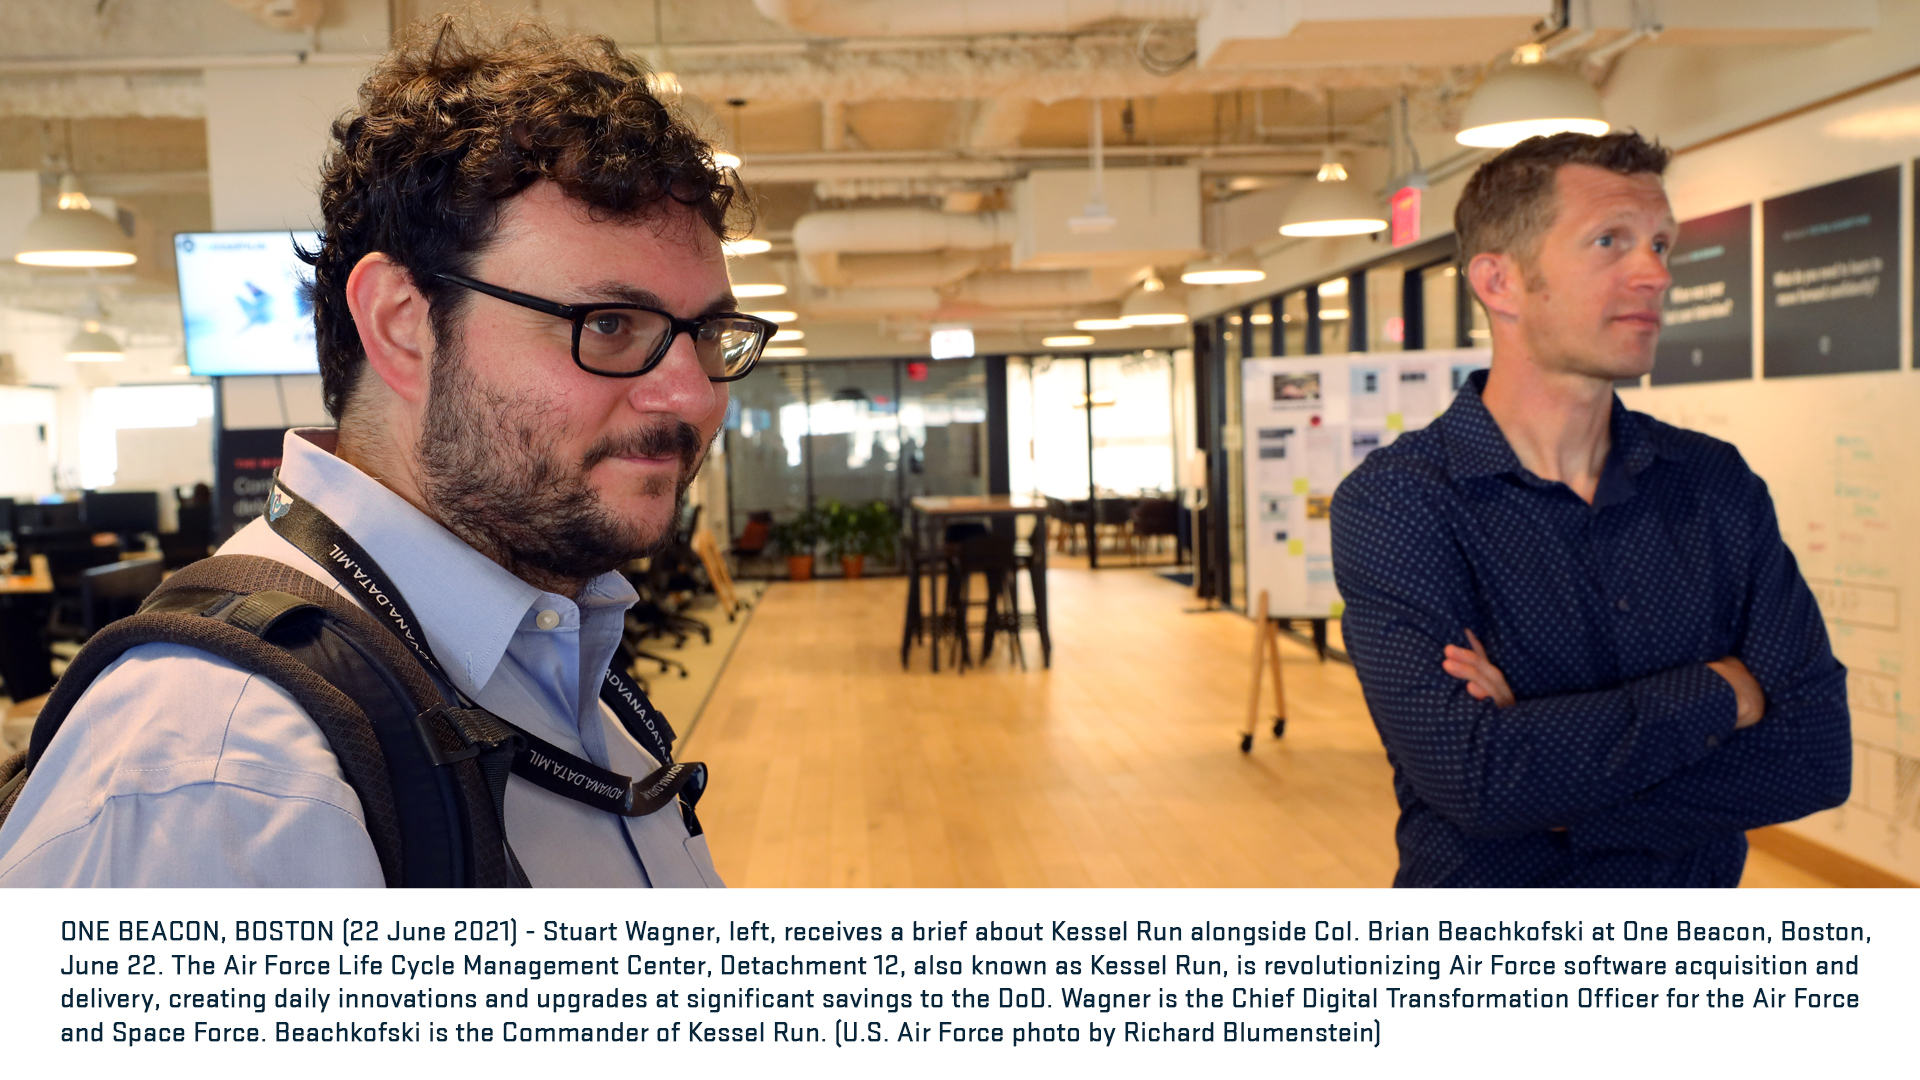 ADVANA.DATA.MIL
ADVANA.DATA
ADVANA.DATA.MIL
ADVANA.DATA
ONE BEACON, BOSTON (22 June 2021) - Stuart Wagner, left, receives a brief about Kessel Run alongside Col. Brian Beachkofski at One Beacon, Boston,
June 22. The Air Force Life Cycle Management Center, Detachment 12, also known as Kessel Run, is revolutionizing Air Force software acquisition and
delivery, creating daily innovations and upgrades at significant savings to the DoD. Wagner is the Chief Digital Transformation Officer for the Air Force
and Space Force. Beachkofski is the Commander of Kessel Run. (U.S. Air Force photo by Richard Blumenstein)